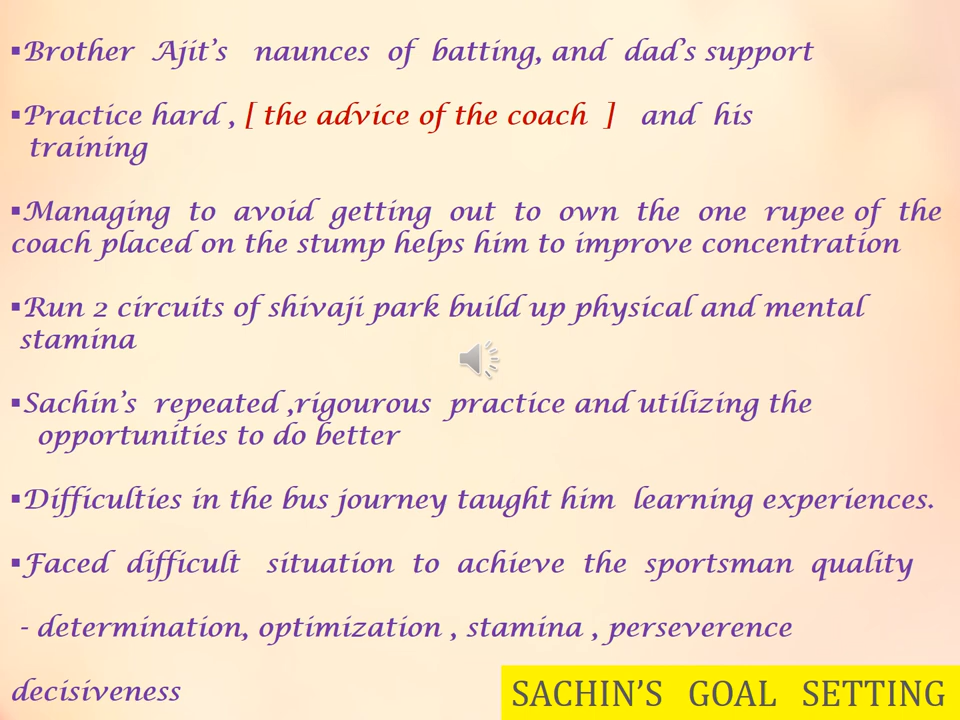 ▪Brother Ajit's naunces of batting, and dad's support
▪Practice hard , [ the advice of the coach ] and his
training
▪Managing to avoid getting out to own the one rupee of the
coach placed on the stump helps him to improve concentration
▪Run 2 circuits of shivaji park build up physical and mental
stamina
▪Sachin's repeated ,rigourous practice and utilizing the
opportunities to do better
▪Difficulties in the bus journey taught him learning experiences.
▪Faced difficult situation to achieve the sportsman quality
- determination, optimization , stamina , perseverence
decisiveness
SACHIN'S GOAL SETTING